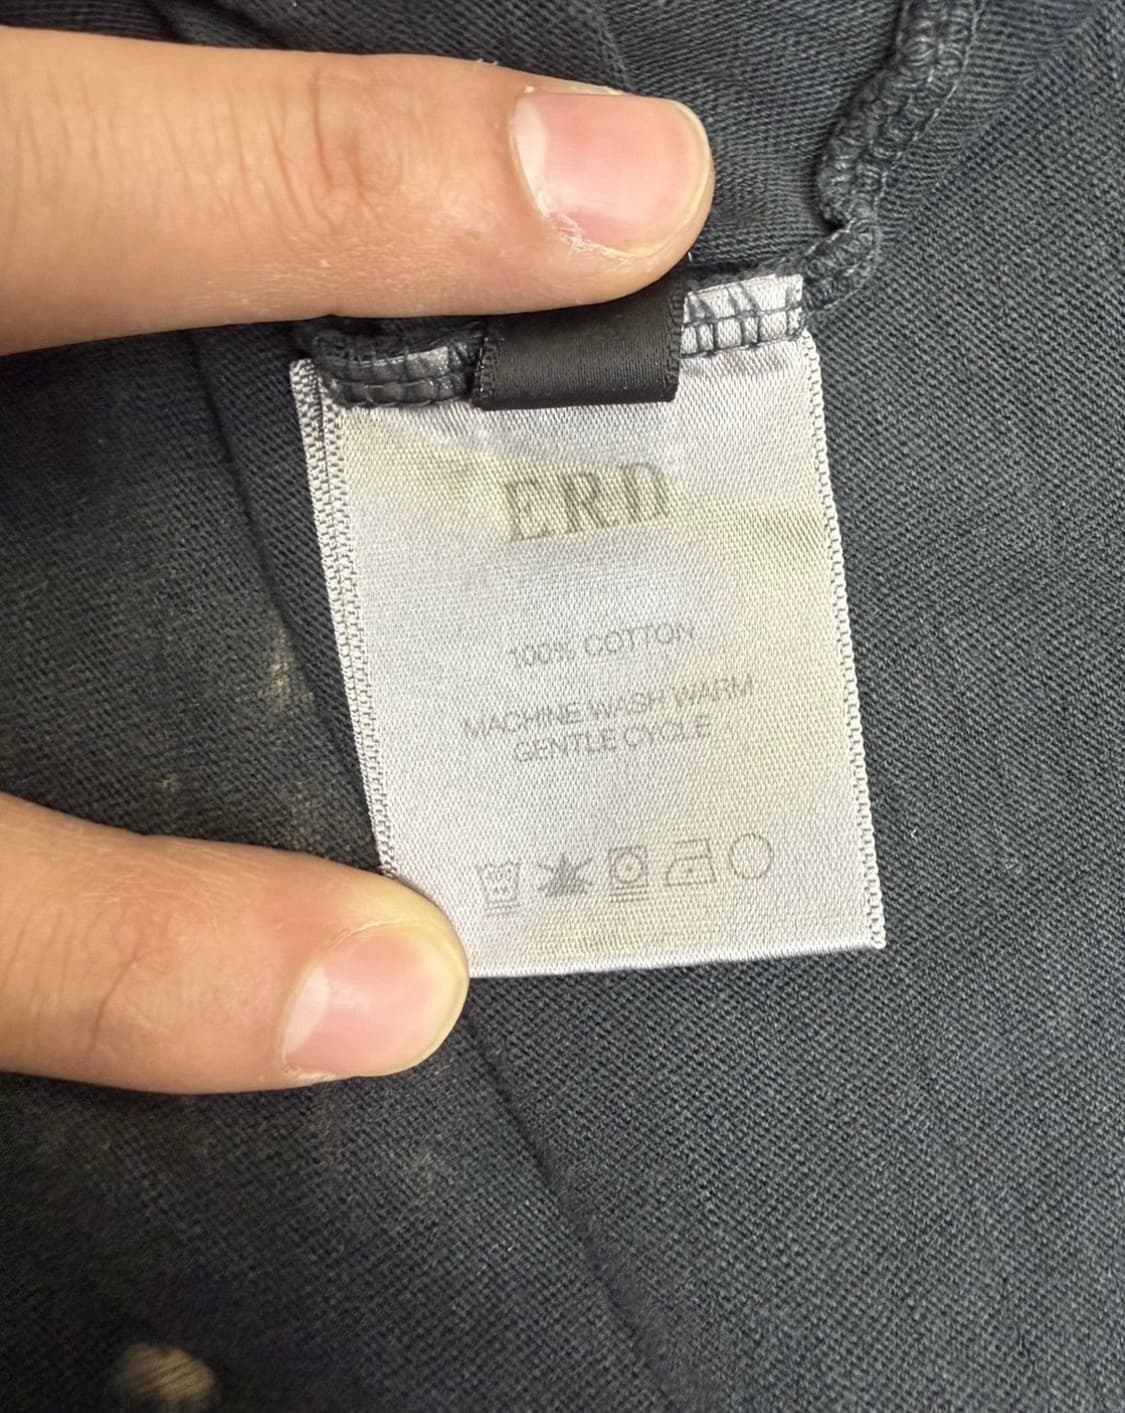 ERD
100% COTTON
MACHINE WASH WARM
GENTLE CYCLE